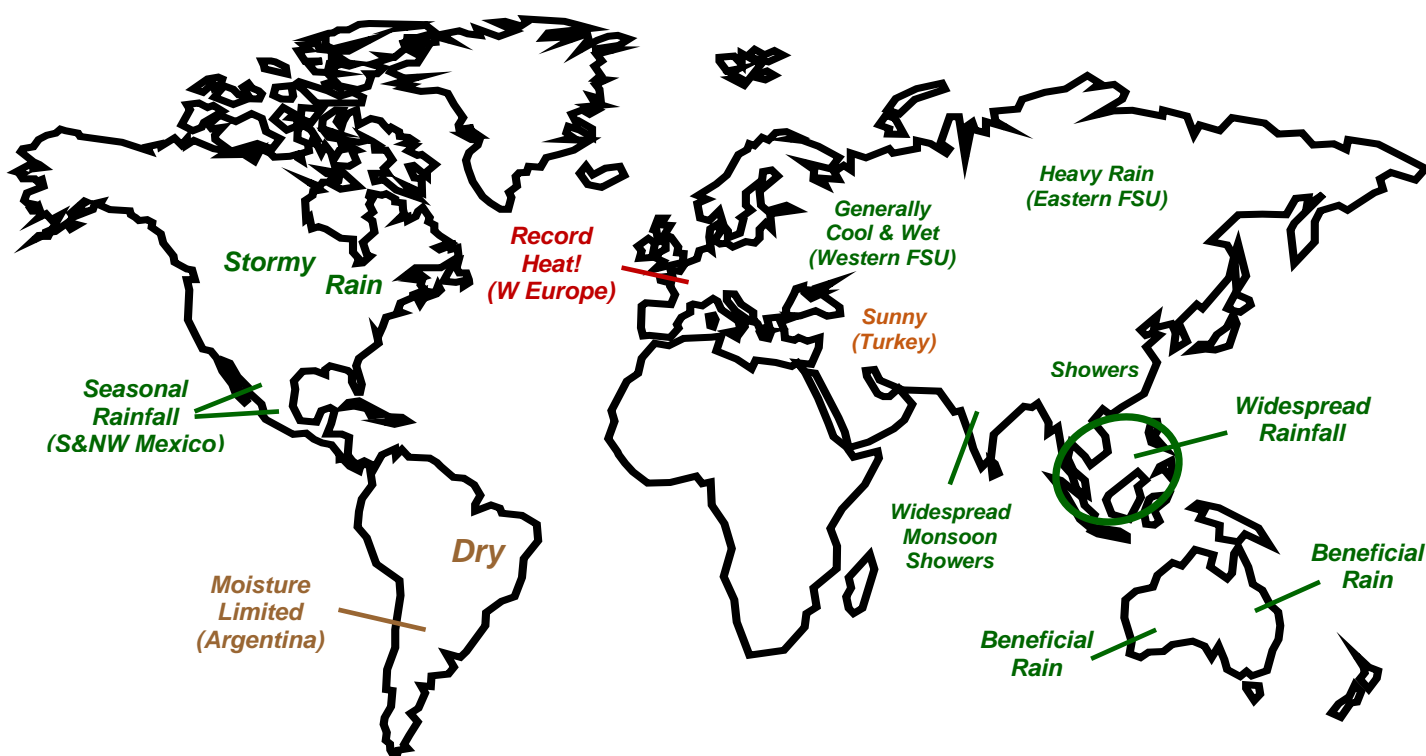 Heavy Rain
(Eastern FSU)
Generally
Cool & Wet
(Western FSU)
Record
Heat!
(W Europe)
Stormy
Rain
Sunny
(Turkey)
Showers
Seasonal
Rainfall
(S&NW Mexico)
Widespread
Rainfall
Widespread
Monsoon
Showers
Dry
Moisture
Limited
(Argentina)
Beneficial
Rain
Beneficial
Rain